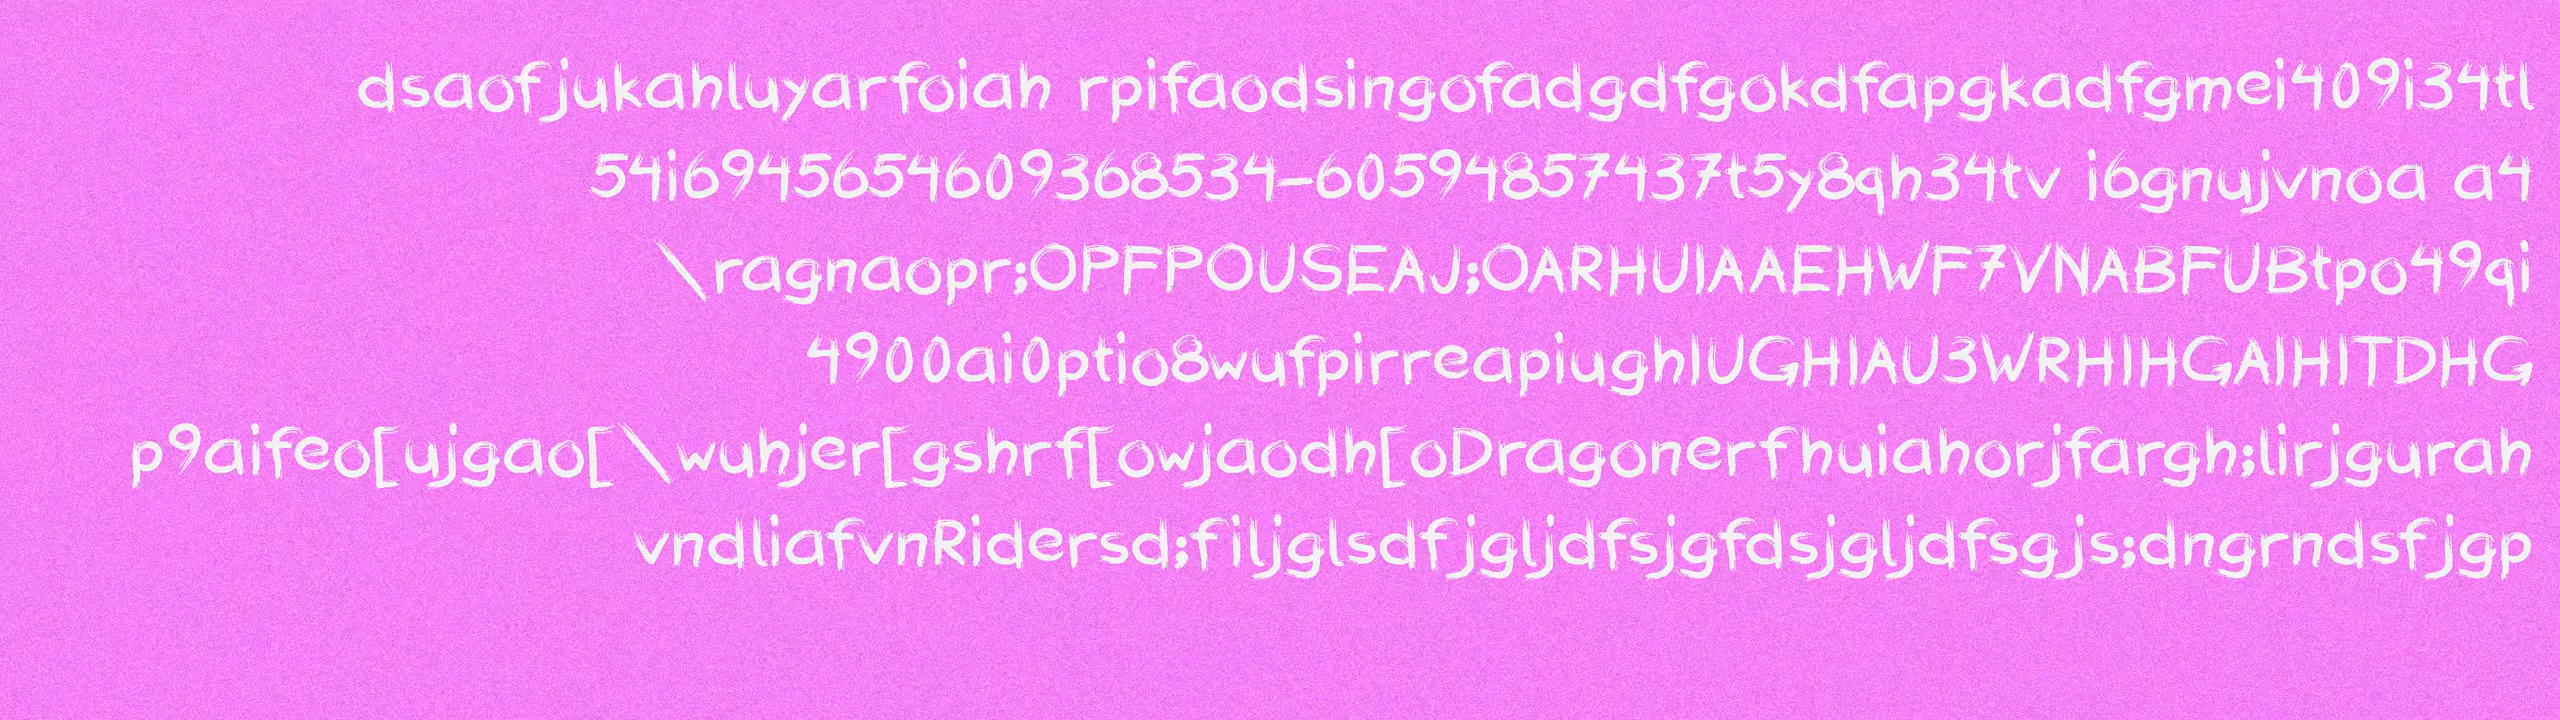 dsaofjukahluyarfoiah rpifaodsingofadgdfgokdfapgkadfgmei409i34tl
54i6945654609368534-60594857437t5y8qh34tv i6gnujvnoa a4
\ragnaopr;OPFPOUSEAJ;OARHUIAAEHWF7VNABFUBtpo49qi
4900ai0ptio8wufpirreapiughIUGHIAU3WRHIHGAIHITDHG
p9aifeo[ujgao[\wuhjer[gshrf[owjaodh[oDragonerfhuiahorjfargh;lirjgurah
vndliafvnRidersd;filjglsdfjgljdfsjgfdsjgljdfsgjs;dngrndsfjgp